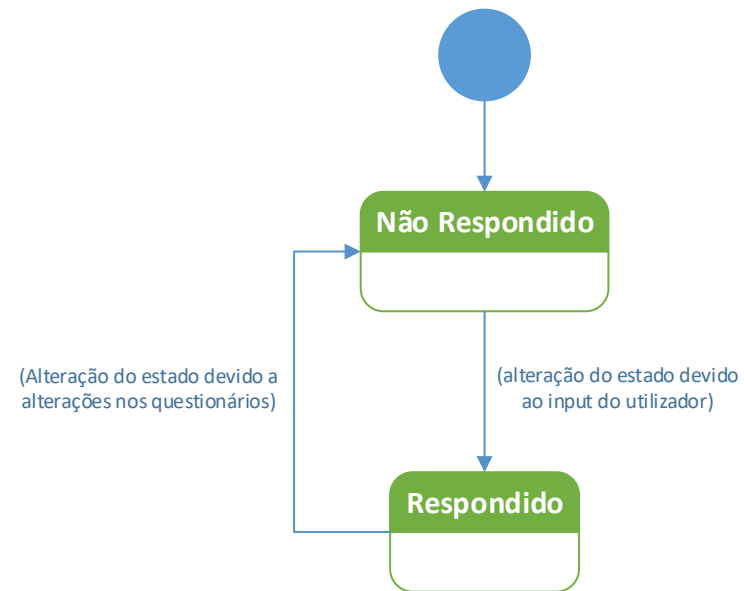 Não Respondido
(Alteração do estado devido a
alterações nos questionários)
(alteração do estado devido
ao input do utilizador)
Respondido